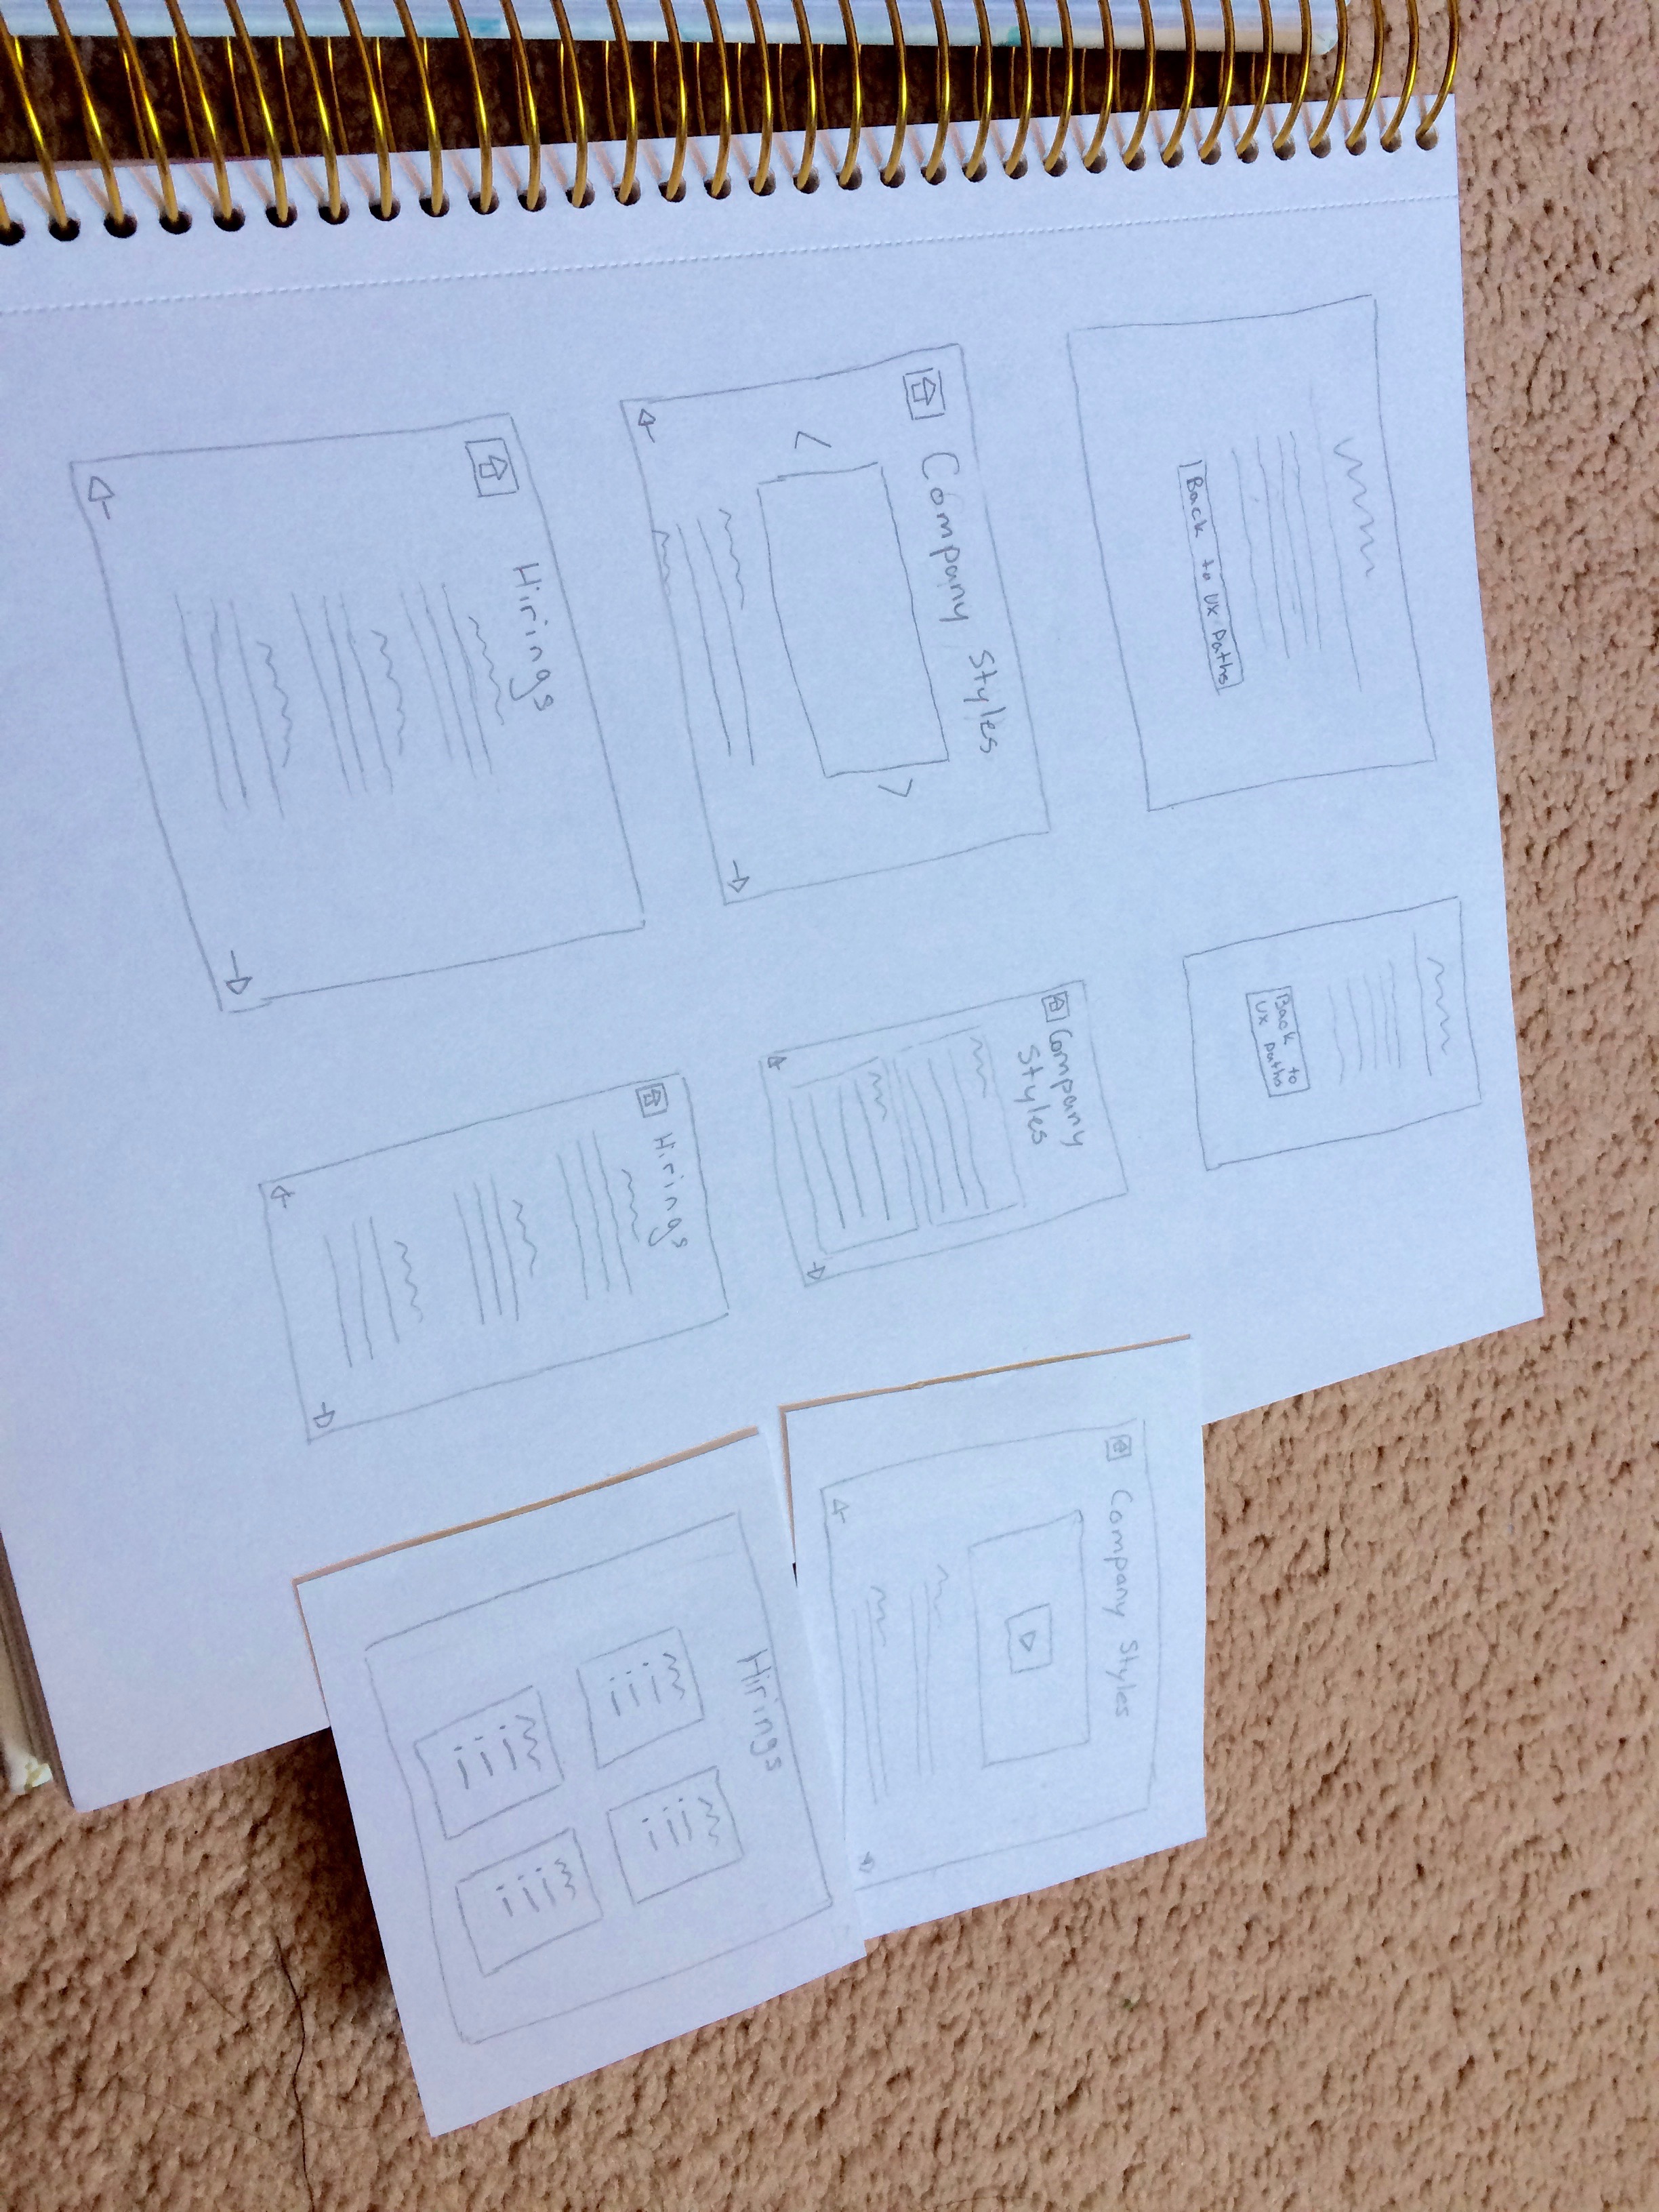 Back to UX paths
Back to
UX paths
Company Styles
Company
Styles
Company Styles
Hirings
Hirings
Hirings